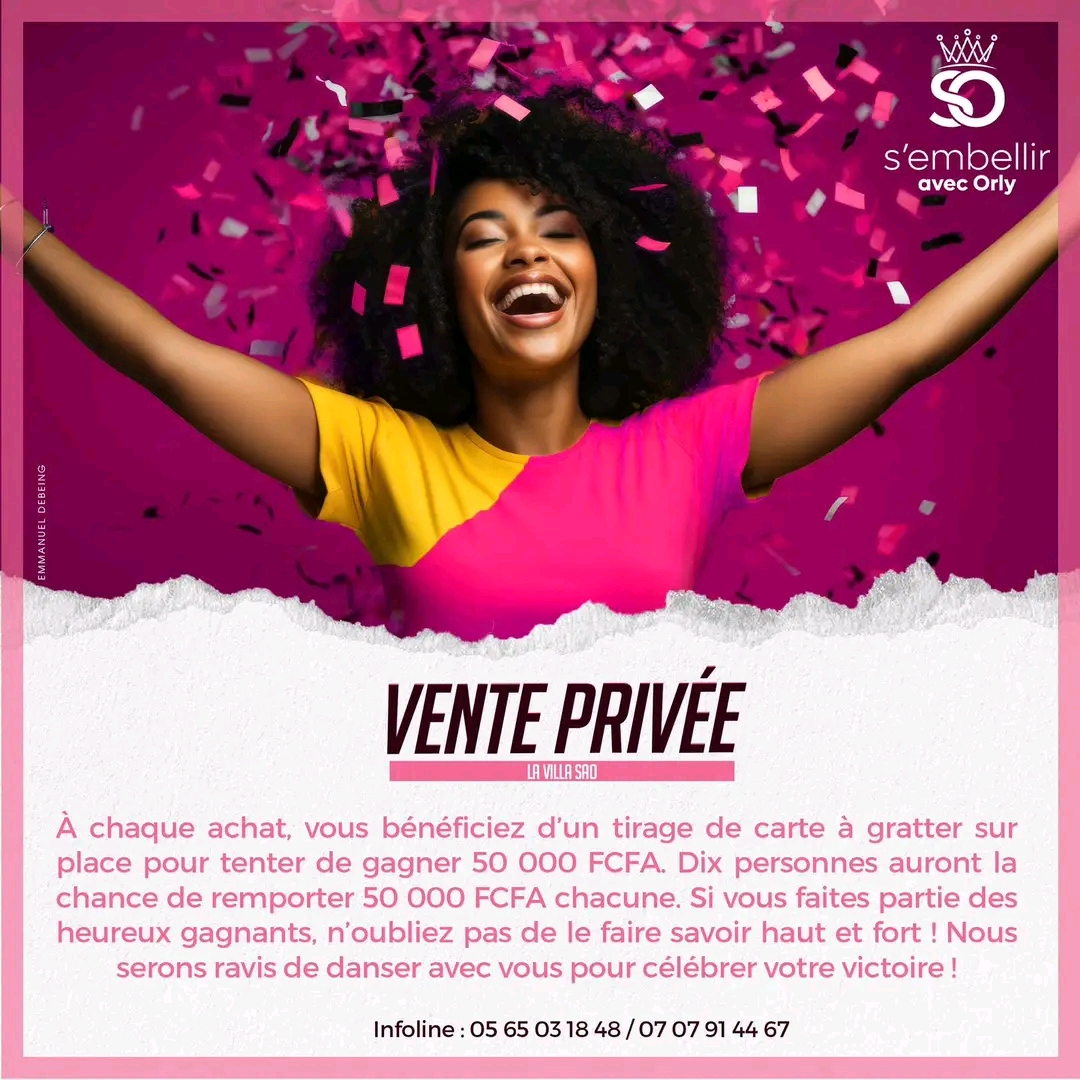 SO
s'embellir
avec Orly
EMMANUEL DEBEING
VENTE PRIVÉE
LA VILLA SAO
À chaque achat, vous bénéficiez d'un tirage de carte à gratter sur
place pour tenter de gagner 50 000 FCFA. Dix personnes auront la
chance de remporter 50 000 FCFA chacune. Si vous faites partie des
heureux gagnants, n'oubliez pas de le faire savoir haut et fort ! Nous
serons ravis de danser avec vous pour célébrer votre victoire !
Infoline : 05 65 03 18 48 / 07 07 91 44 67